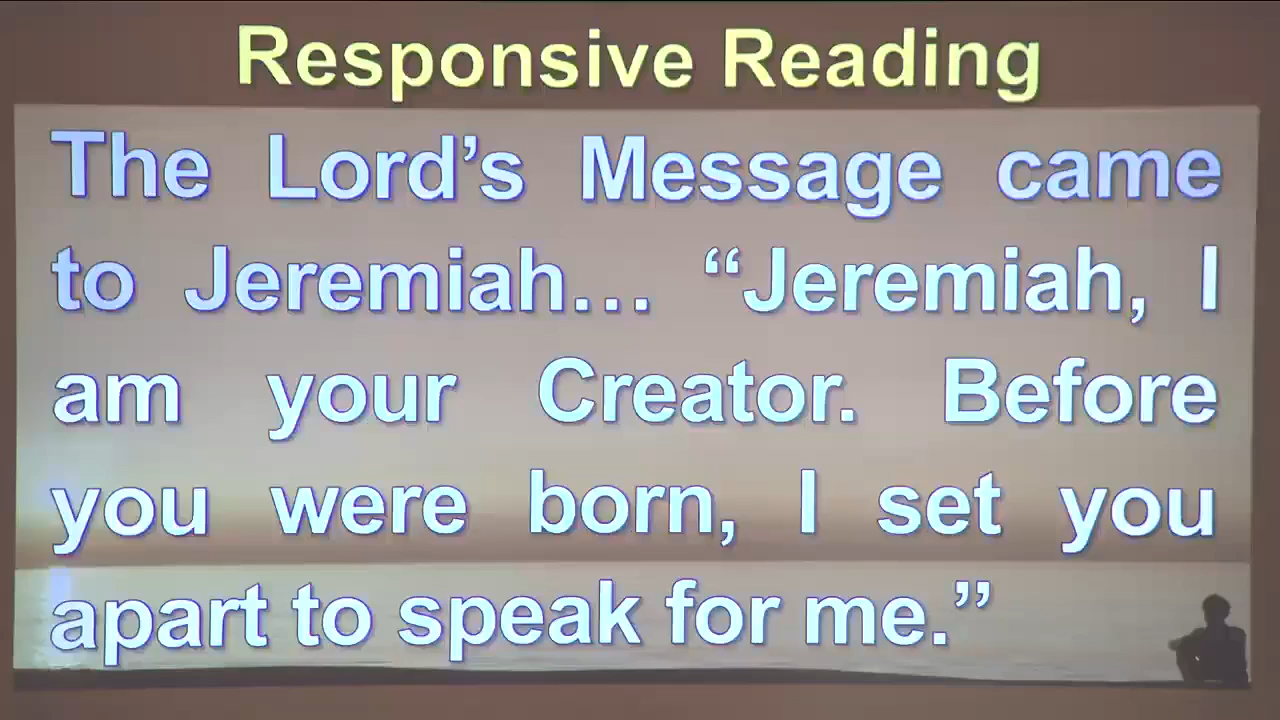 Responsive Reading
The Lord’s Message came
to Jeremiah… “Jeremiah, I
am your Creator. Before
you were born, I set you
apart to speak for me.”